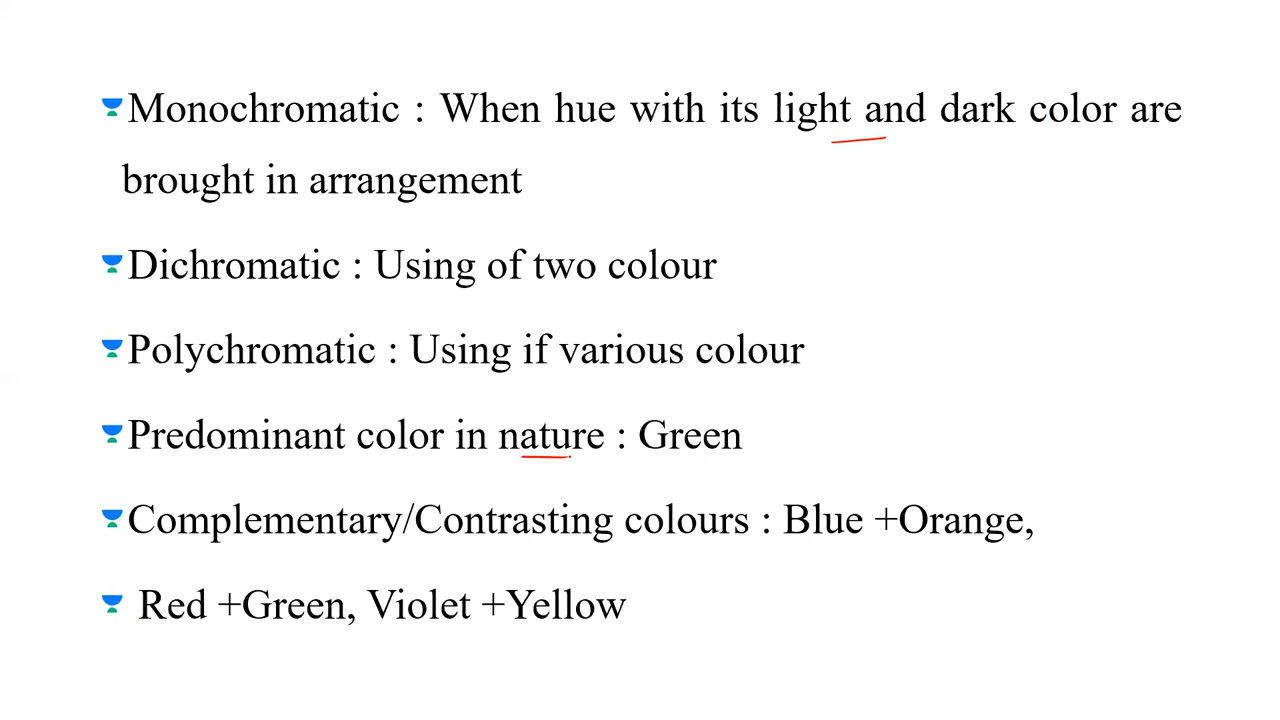 Monochromatic : When hue with its light and dark color are
brought in arrangement
Dichromatic : Using of two colour
Polychromatic : Using if various colour
Predominant color in nature : Green
Complementary/Contrasting colours : Blue +Orange,
Red +Green, Violet +Yellow